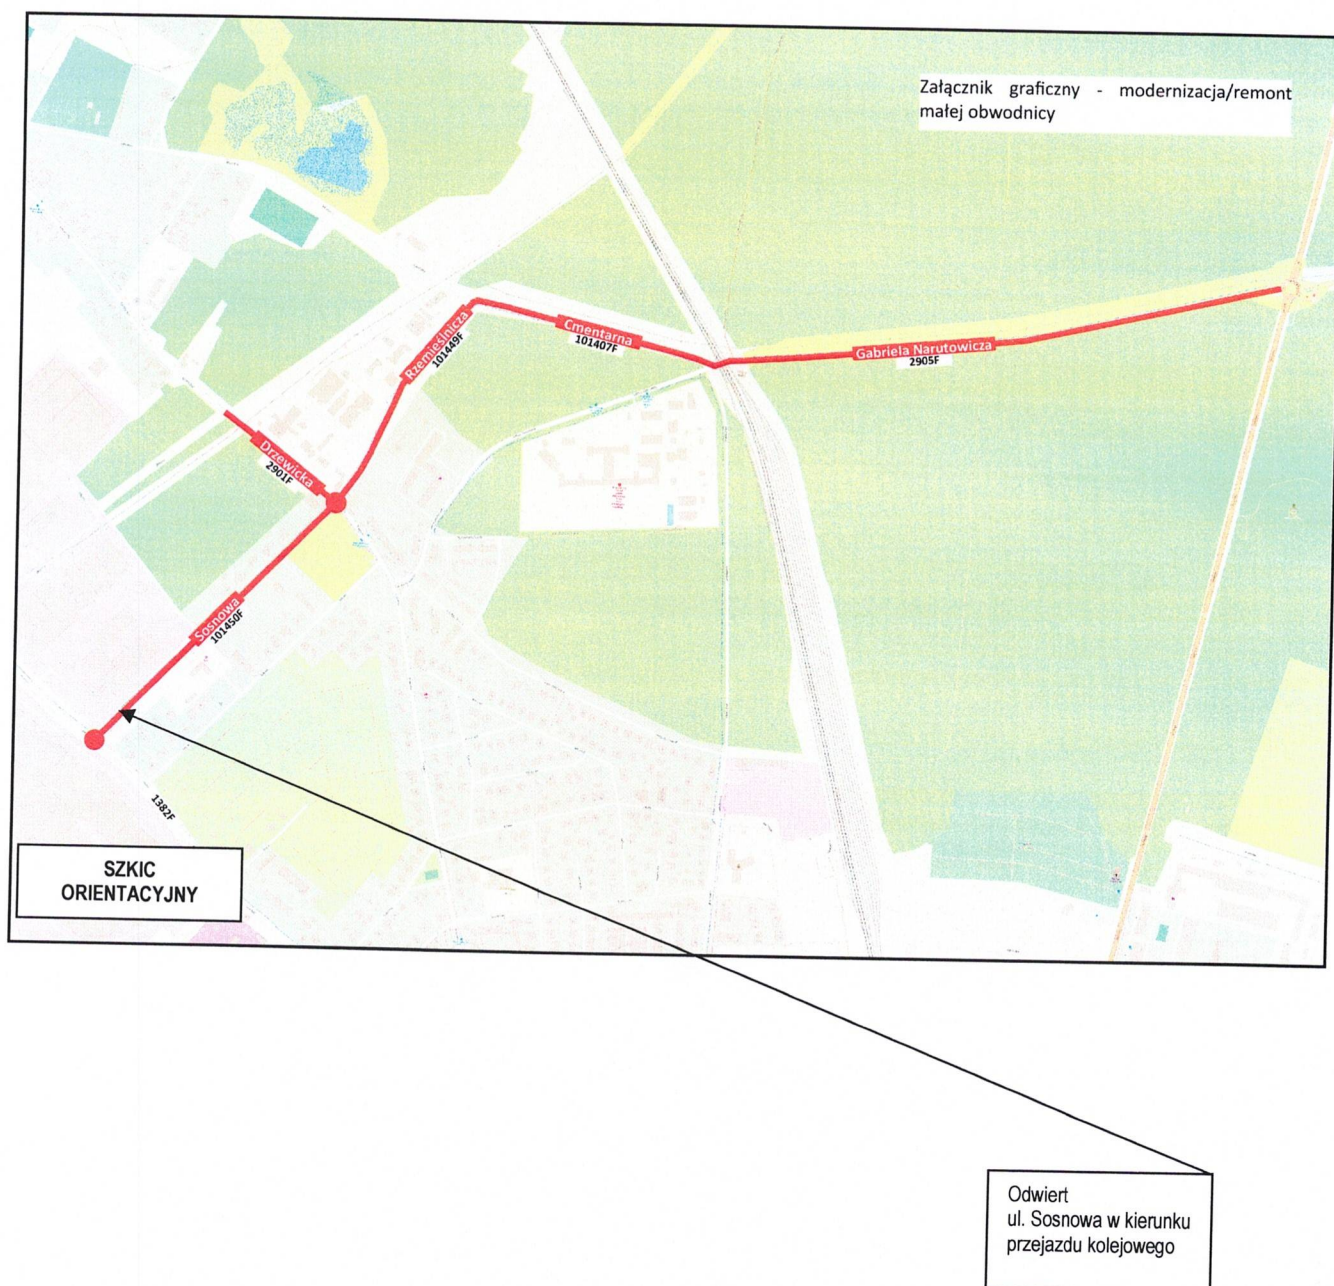 Załącznik graficzny - modernizacja/remont
małej obwodnicy
Rzemieślnicza
101449F
Cmentarna
101407F
Gabriela Narutowicza
2905F
Drzewicka
2901F
Sosnowa
101450F
1382F
SZKIC
ORIENTACYJNY
Odwiert
ul. Sosnowa w kierunku
przejazdu kolejowego